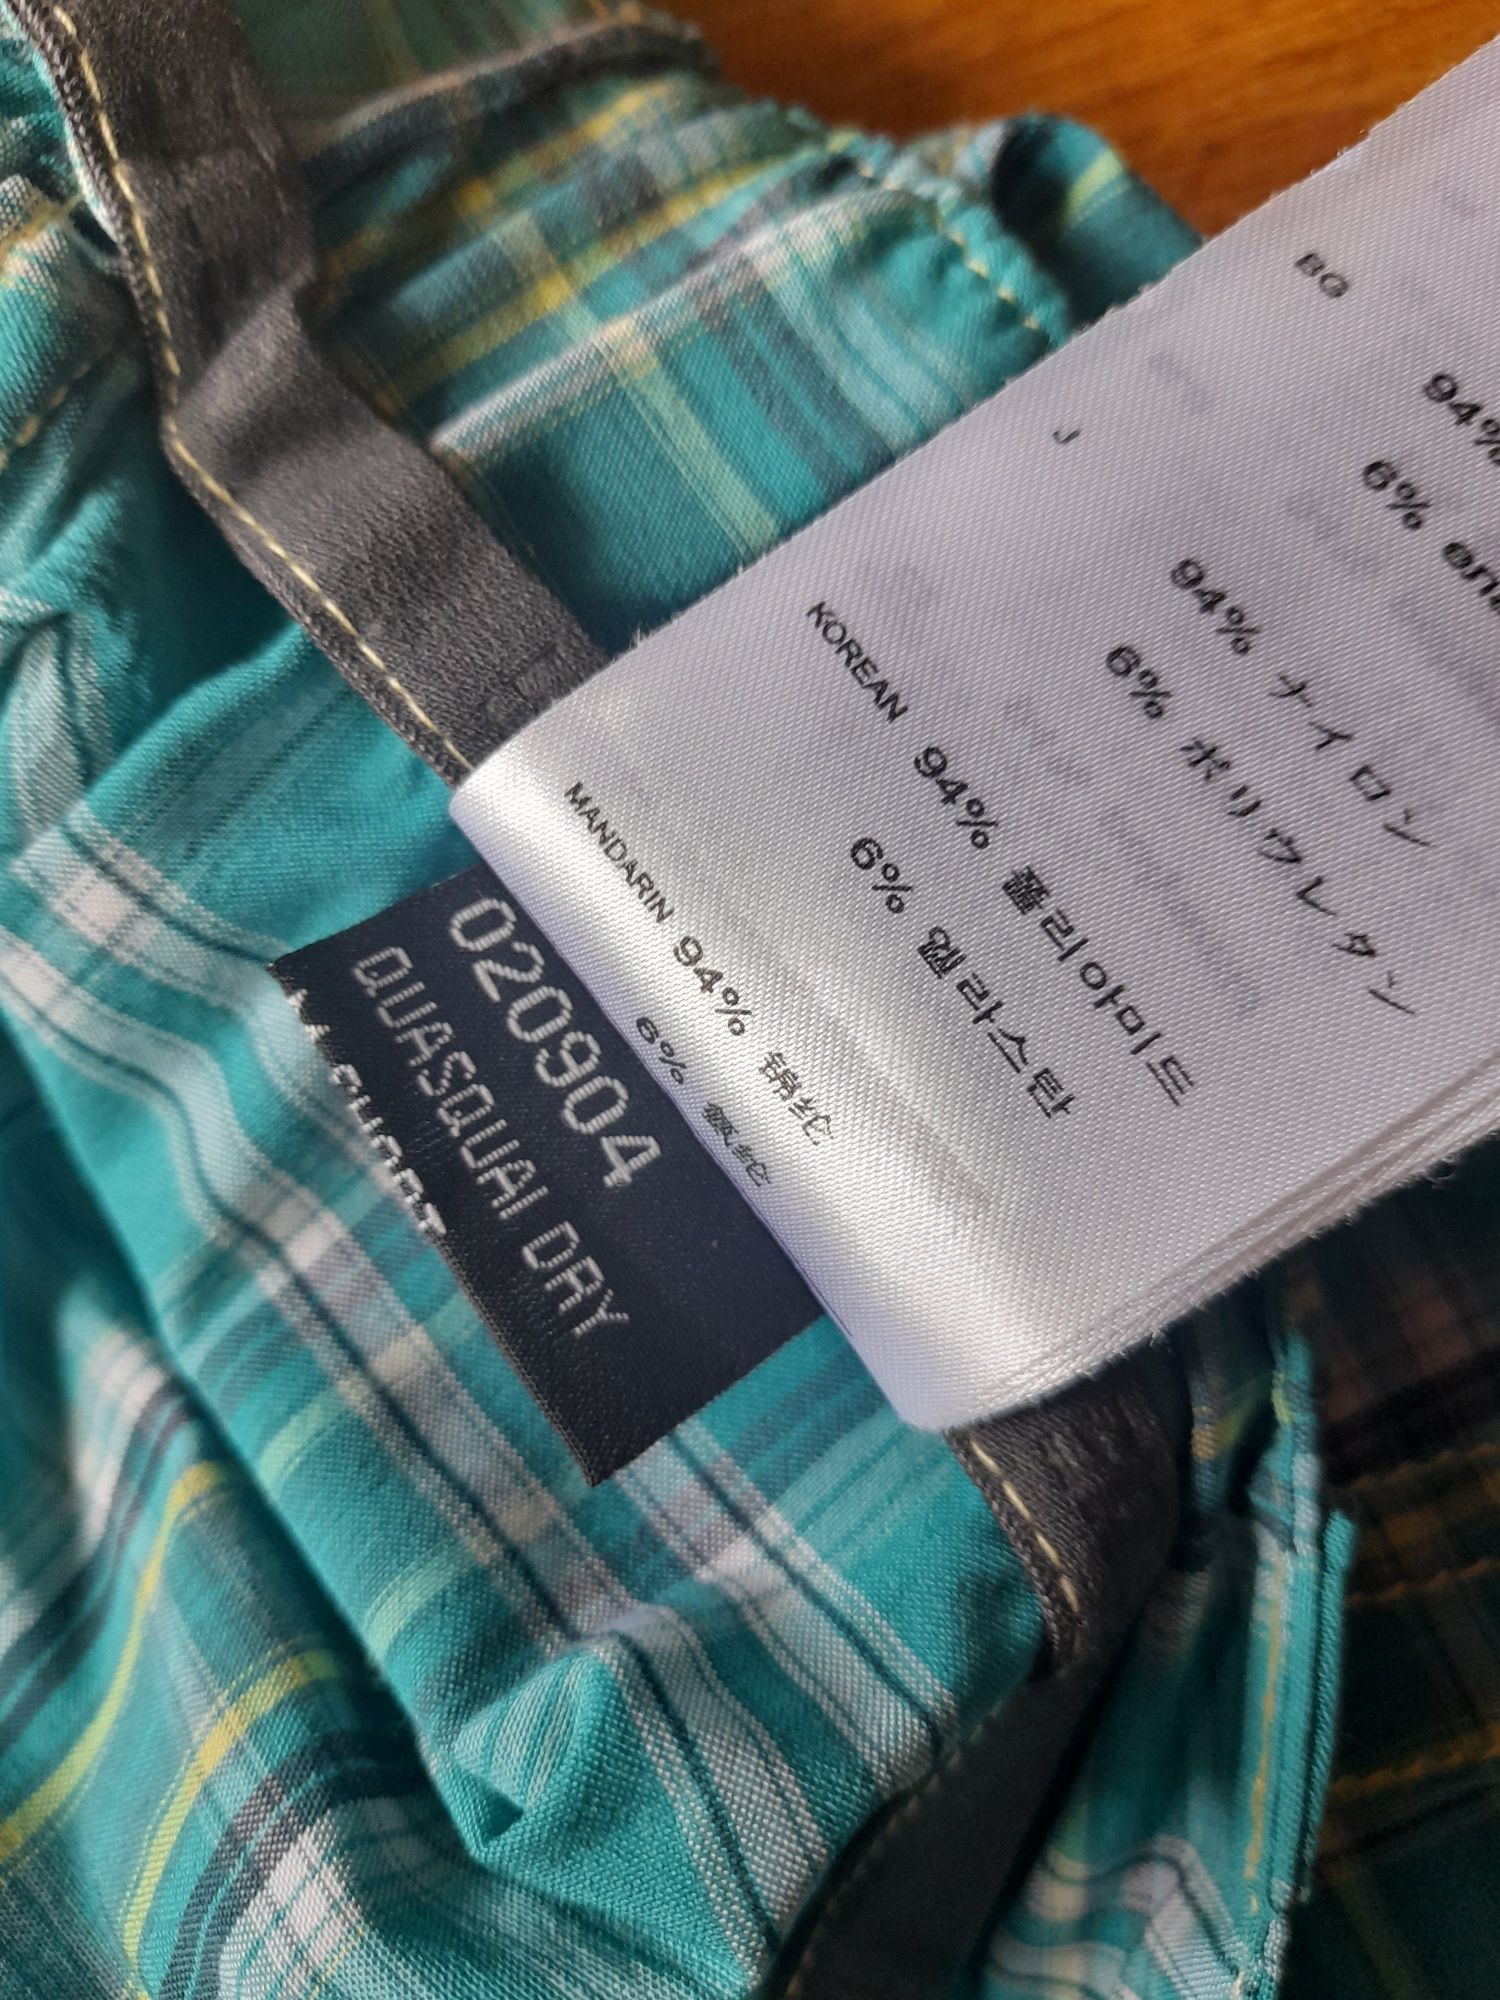 BG
94%
6%
J
94% ナイロン
6% ポリウレタン
KOREAN
94% 폴리아미드
6% 엘라스탄
MANDARIN
94% 锦纶
6% 氨纶
020904
QUASQUAI DRY